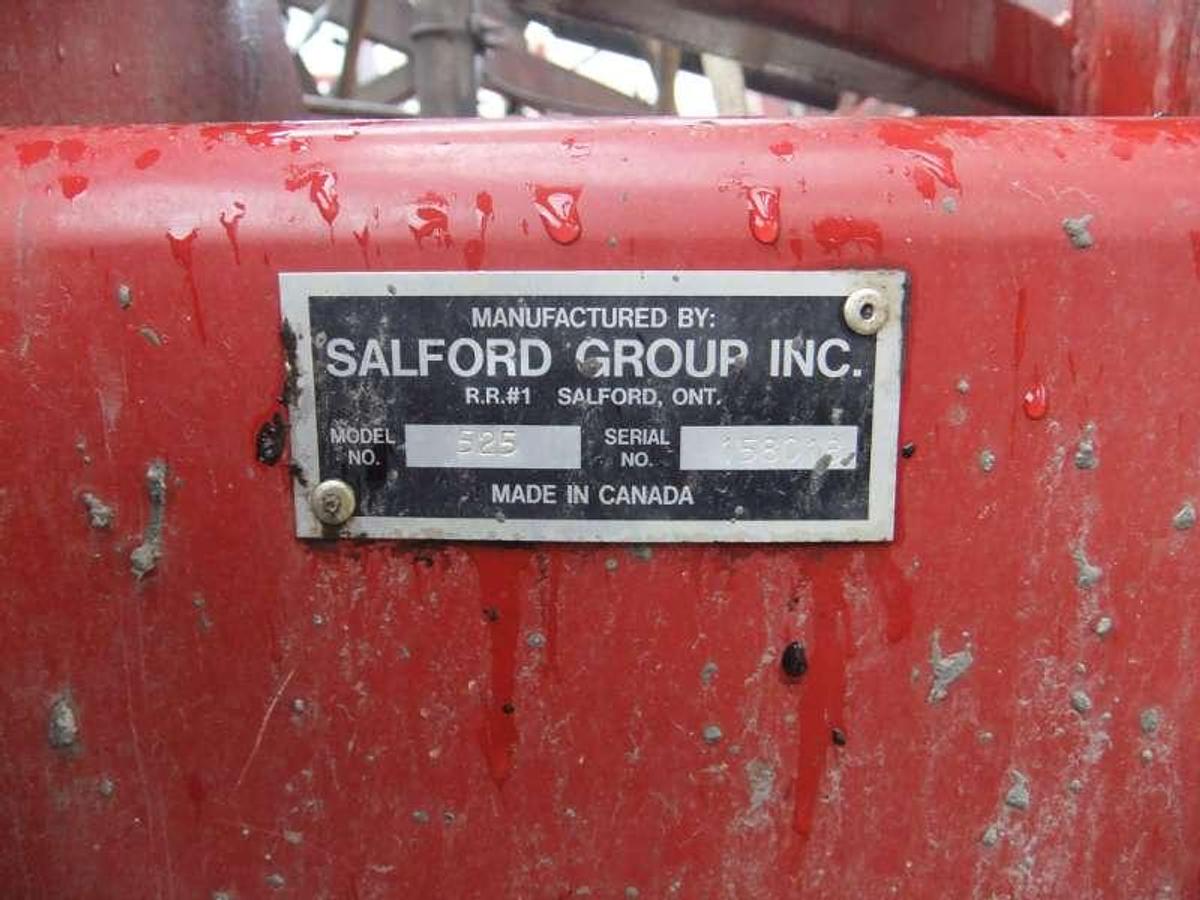 MANUFACTURED BY:
SALFORD GROUP INC.
R.R.#1 SALFORD, ONT.
MODEL NO. 525 SERIAL NO.
MADE IN CANADA